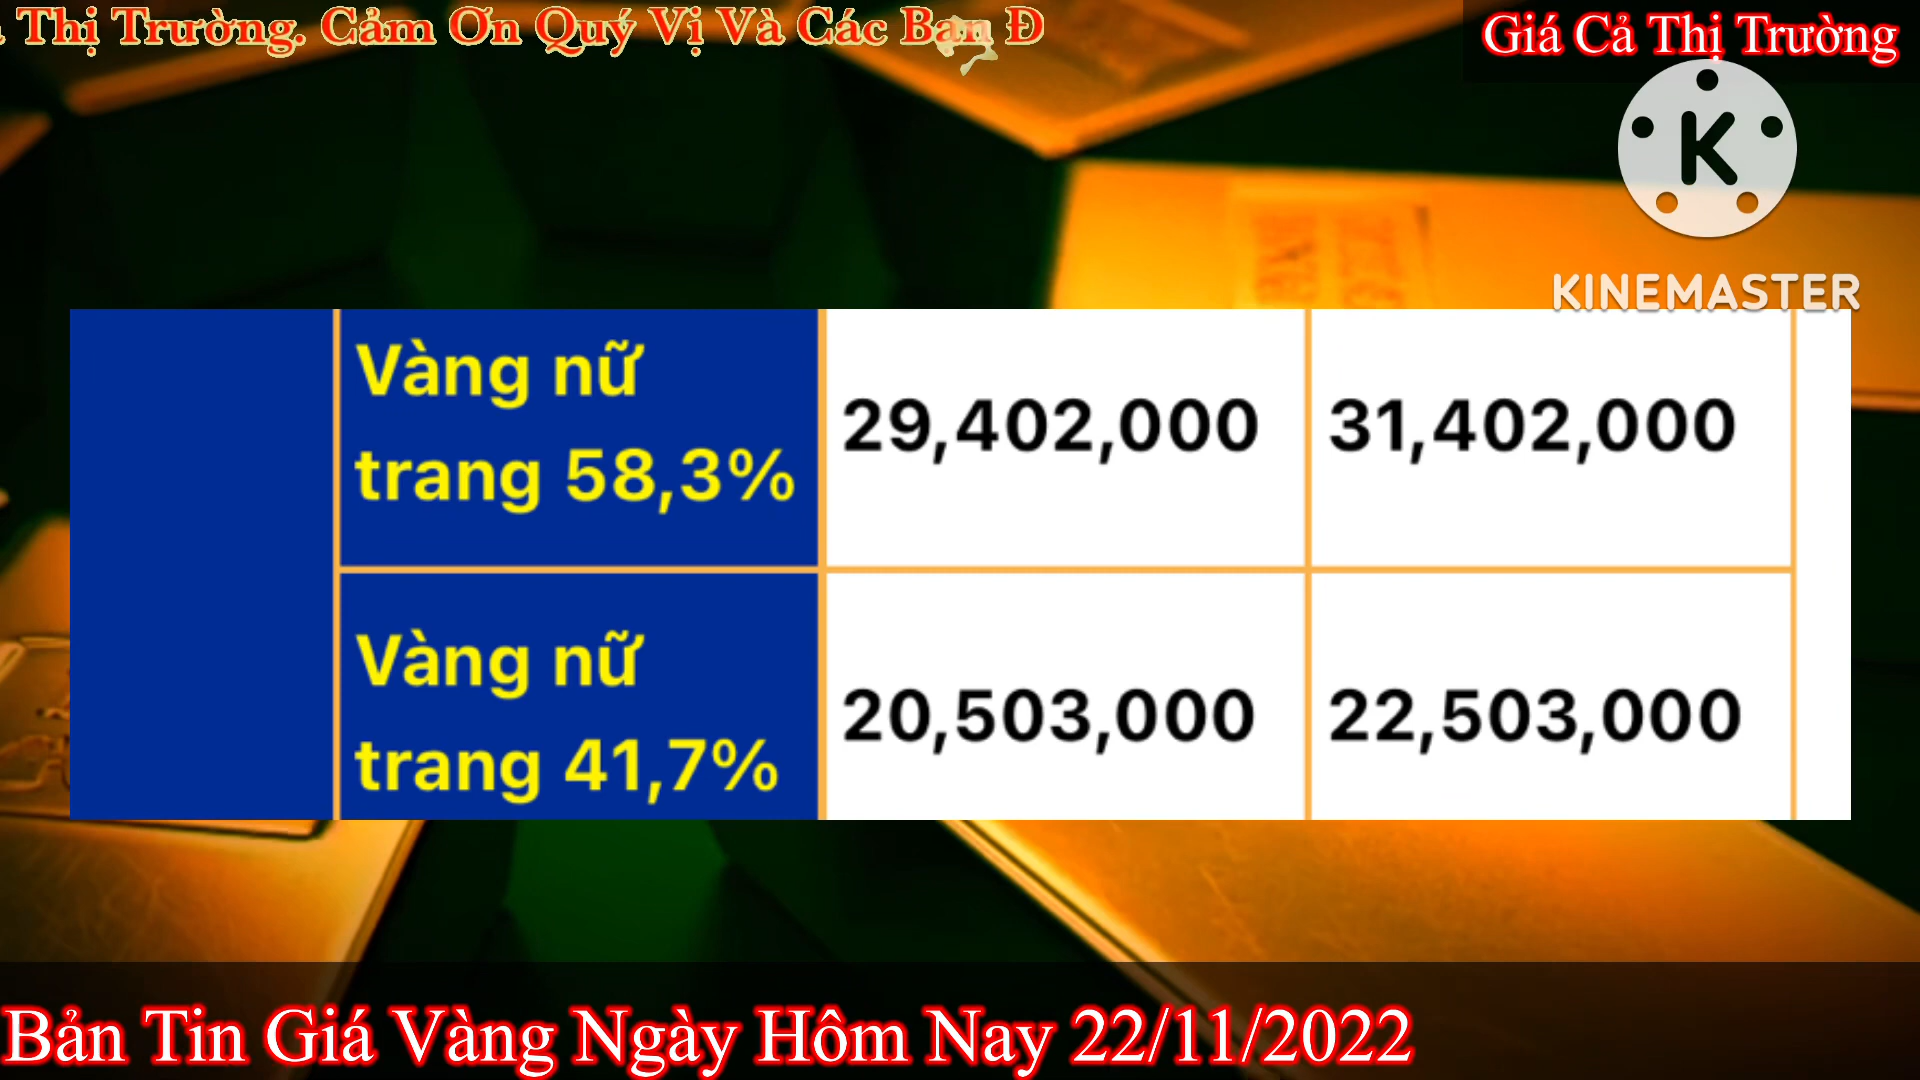 Thị Trường. Cảm Ơn Quý Vị Và Các Bạn Đ
Giá Cả Thị Trường
K
KINEMASTER
Vàng nữ
trang 58,3%
29,402,000
31,402,000
Vàng nữ
trang 41,7%
20,503,000
22,503,000
Bản Tin Giá Vàng Ngày Hôm Nay 22/11/2022